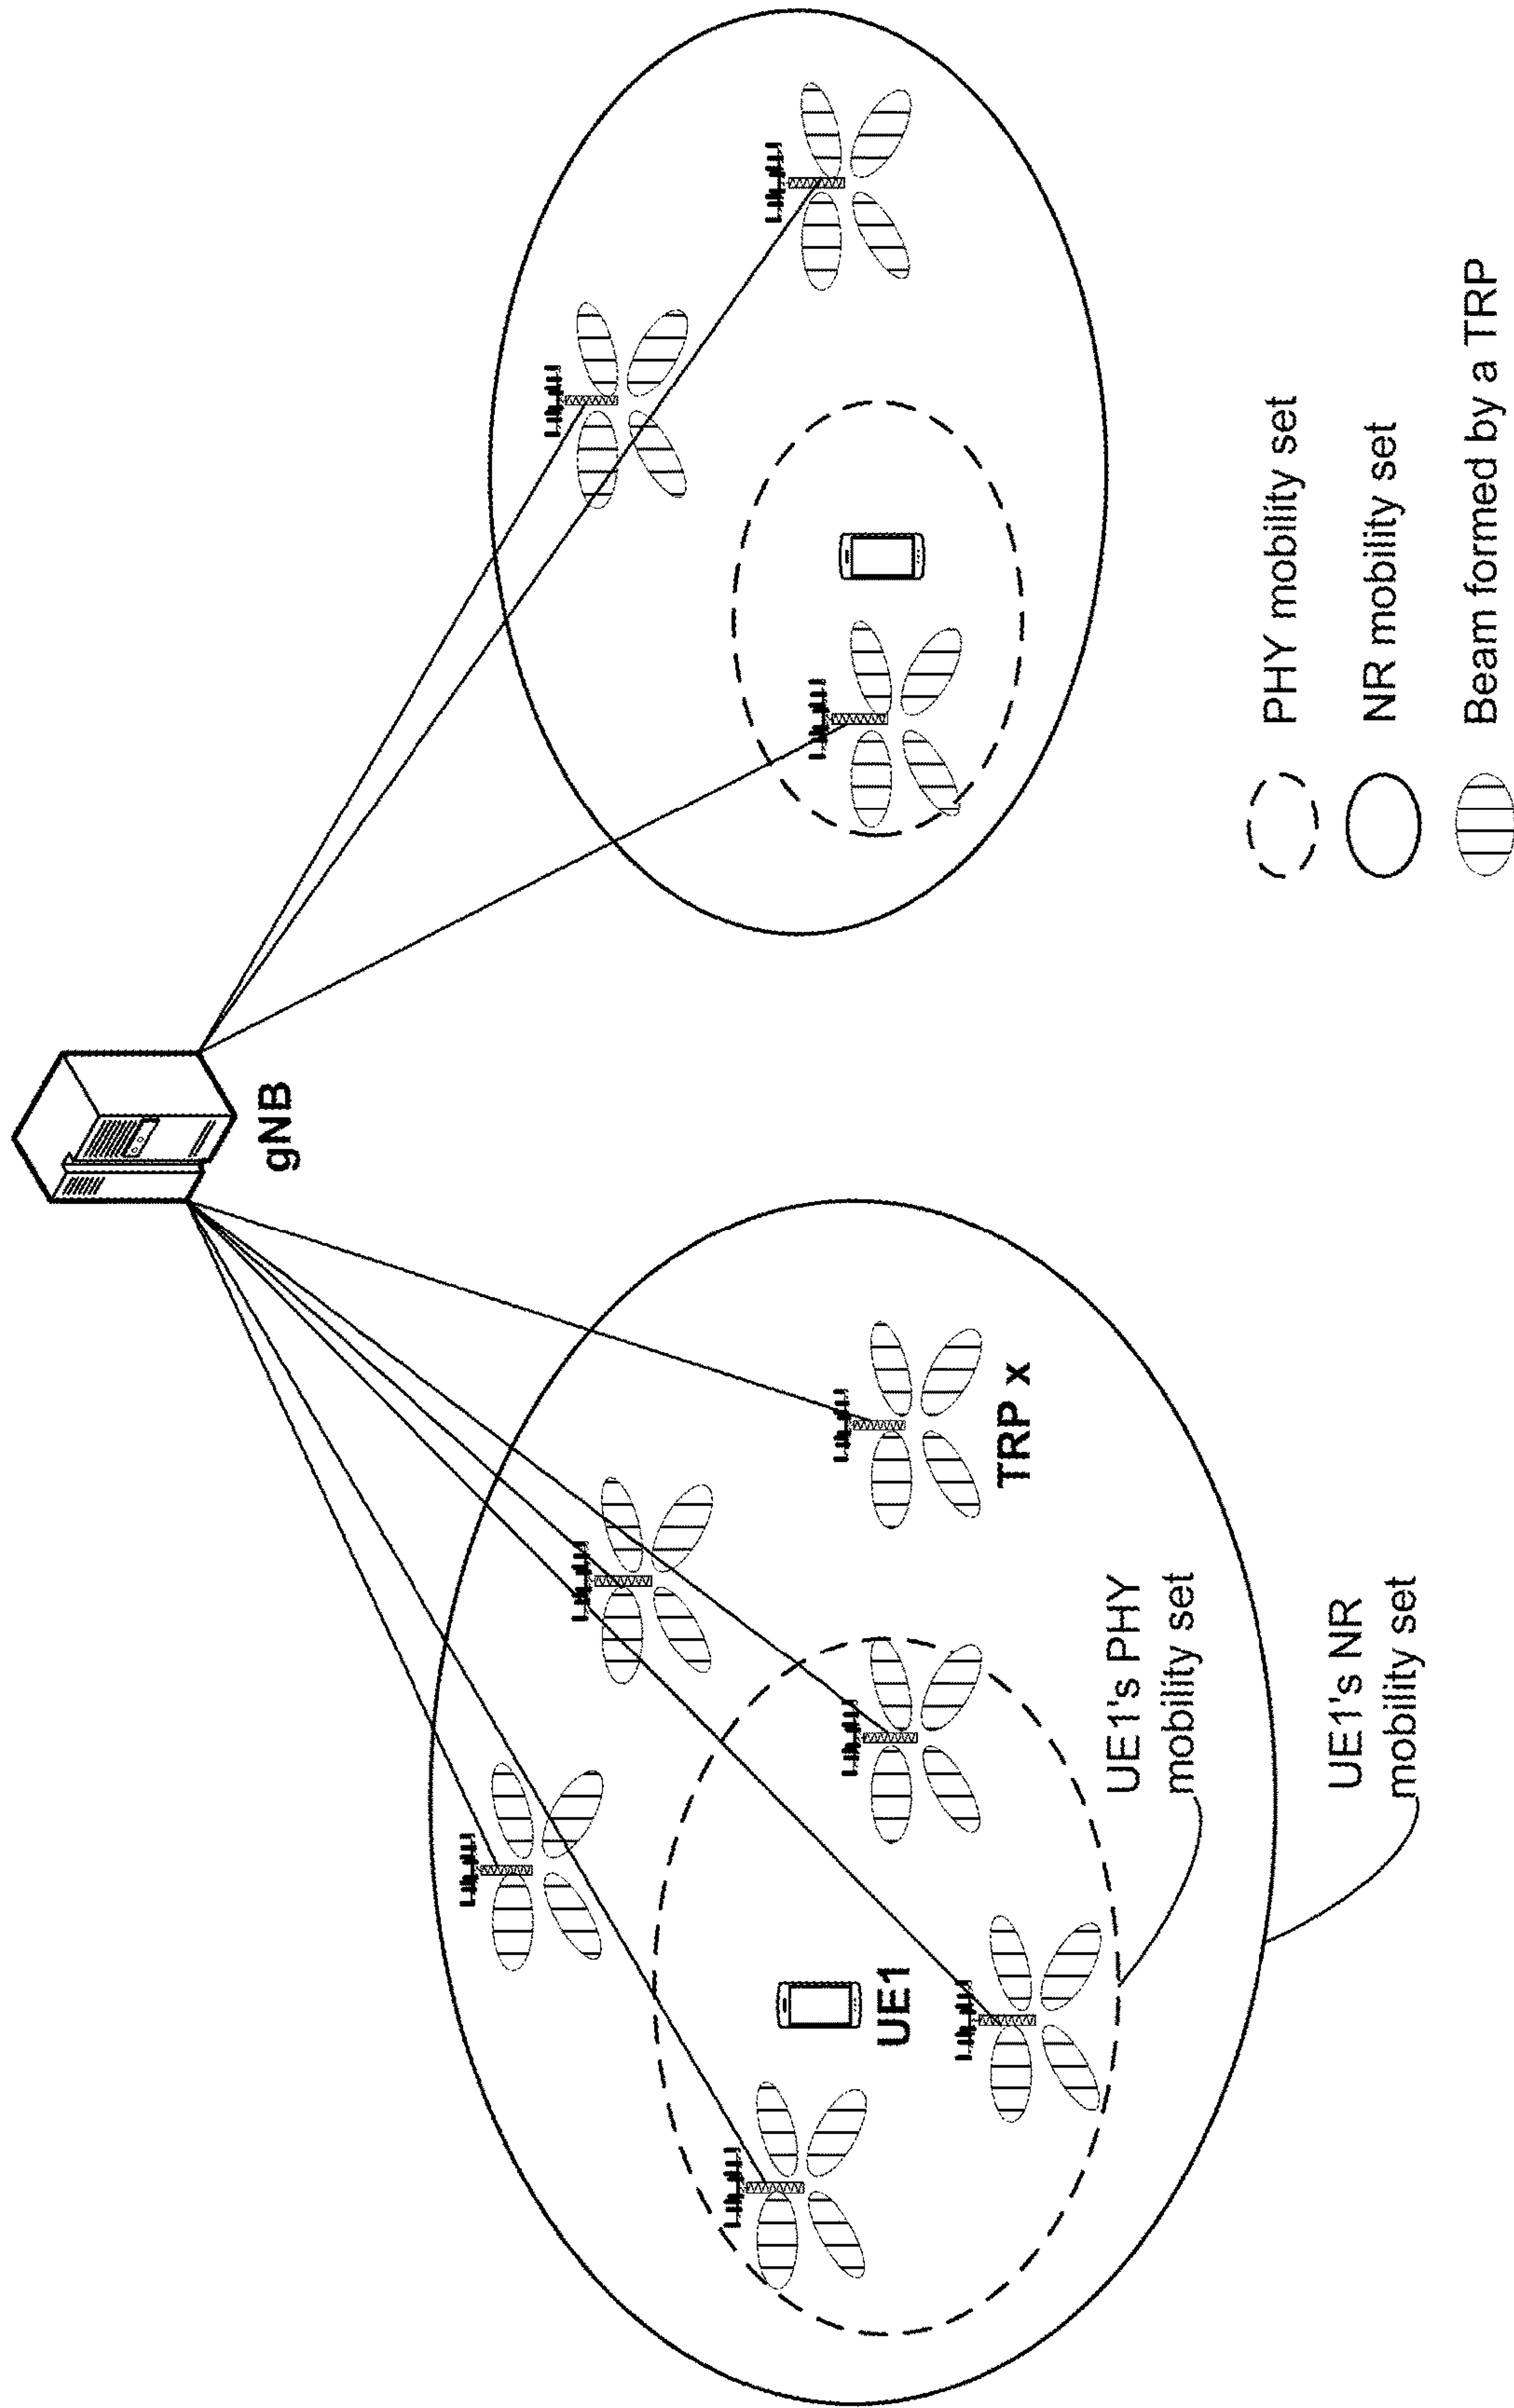 gNB
TRP x
UE1
UE1's PHY
mobility set
UE1's NR
mobility set
PHY mobility set
NR mobility set
Beam formed by a TRP